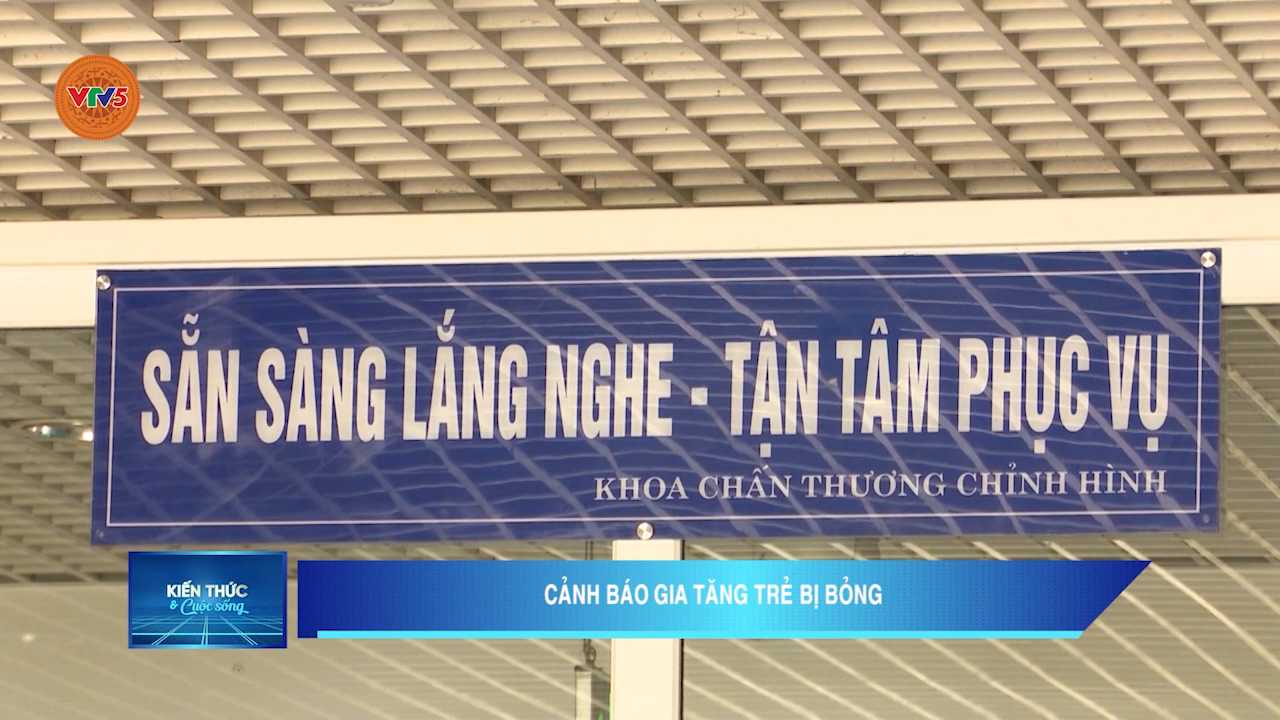 VTV5
SẴN SÀNG LẮNG NGHE - TẬN TÂM PHỤC VỤ
KHOA CHẤN THƯƠNG CHỈNH HÌNH
KIẾN THỨC
& Cuộc sống
CẢNH BÁO GIA TĂNG TRẺ BỊ BỎNG